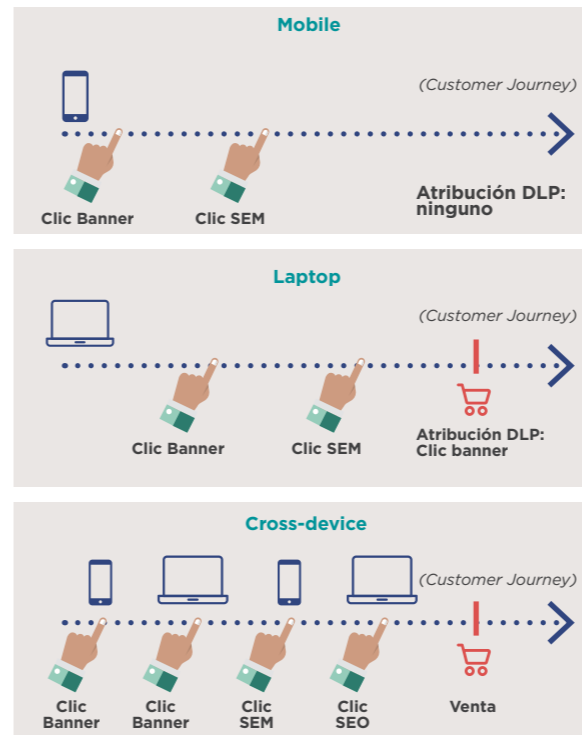 Mobile
(Customer Journey)
Clic Banner
Clic SEM
Atribución DLP:
ninguno
Laptop
(Customer Journey)
Clic Banner
Clic SEM
Atribución DLP:
Clic banner
Cross-device
(Customer Journey)
Clic
Banner
Clic
Banner
Clic
SEM
Clic
SEO
Venta